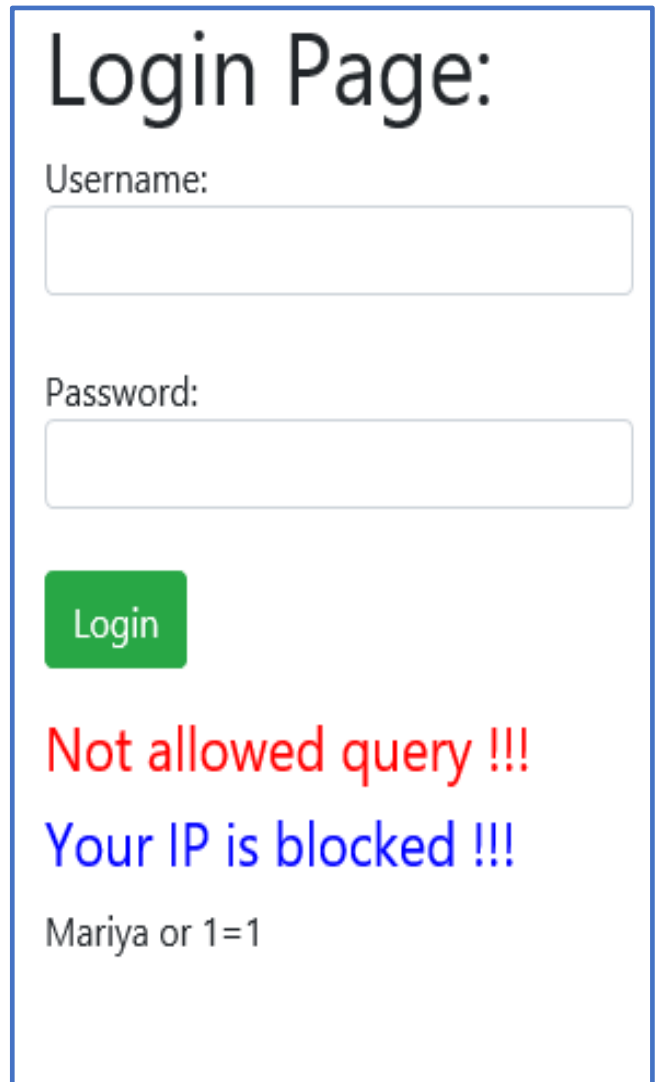 Login Page:
Username:
Password:
Login
Not allowed query !!!
Your IP is blocked !!!
Mariya or 1=1